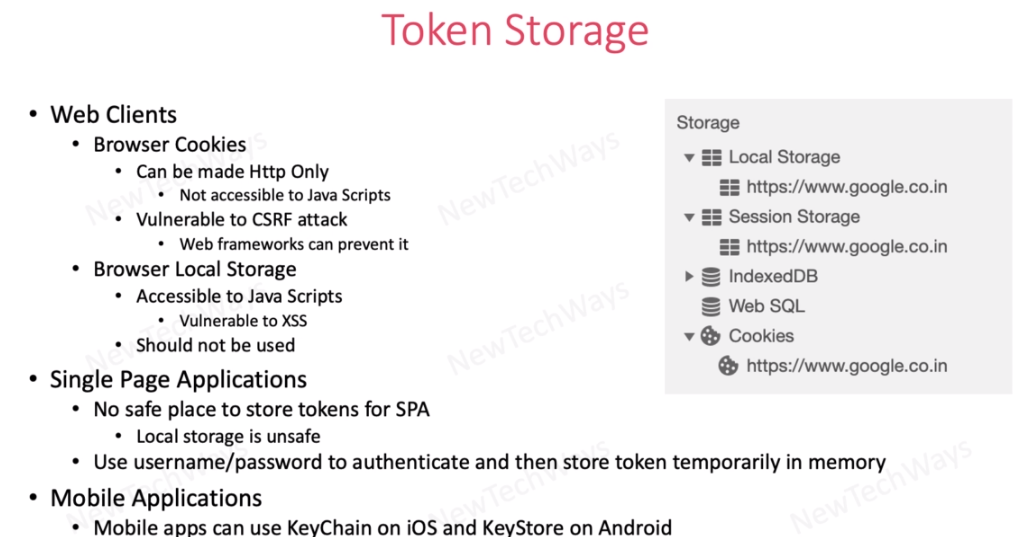 Token Storage
• Web Clients
• Browser Cookies
• Can be made Http Only
• Not accessible to Java Scripts
• Vulnerable to CSRF attack
• Web frameworks can prevent it
• Browser Local Storage
• Accessible to Java Scripts
• Vulnerable to XSS
• Should not be used
• Single Page Applications
• No safe place to store tokens for SPA
• Local storage is unsafe
• Use username/password to authenticate and then store token temporarily in memory
• Mobile Applications
• Mobile apps can use KeyChain on iOS and KeyStore on Android
Storage
Local Storage
https://www.google.co.in
Session Storage
https://www.google.co.in
IndexedDB
Web SQL
Cookies
https://www.google.co.in
NewTechWays
NewTechWays
NewTechWays
NewTechWays
NewTechWays
NewTechWays
NewTechWays